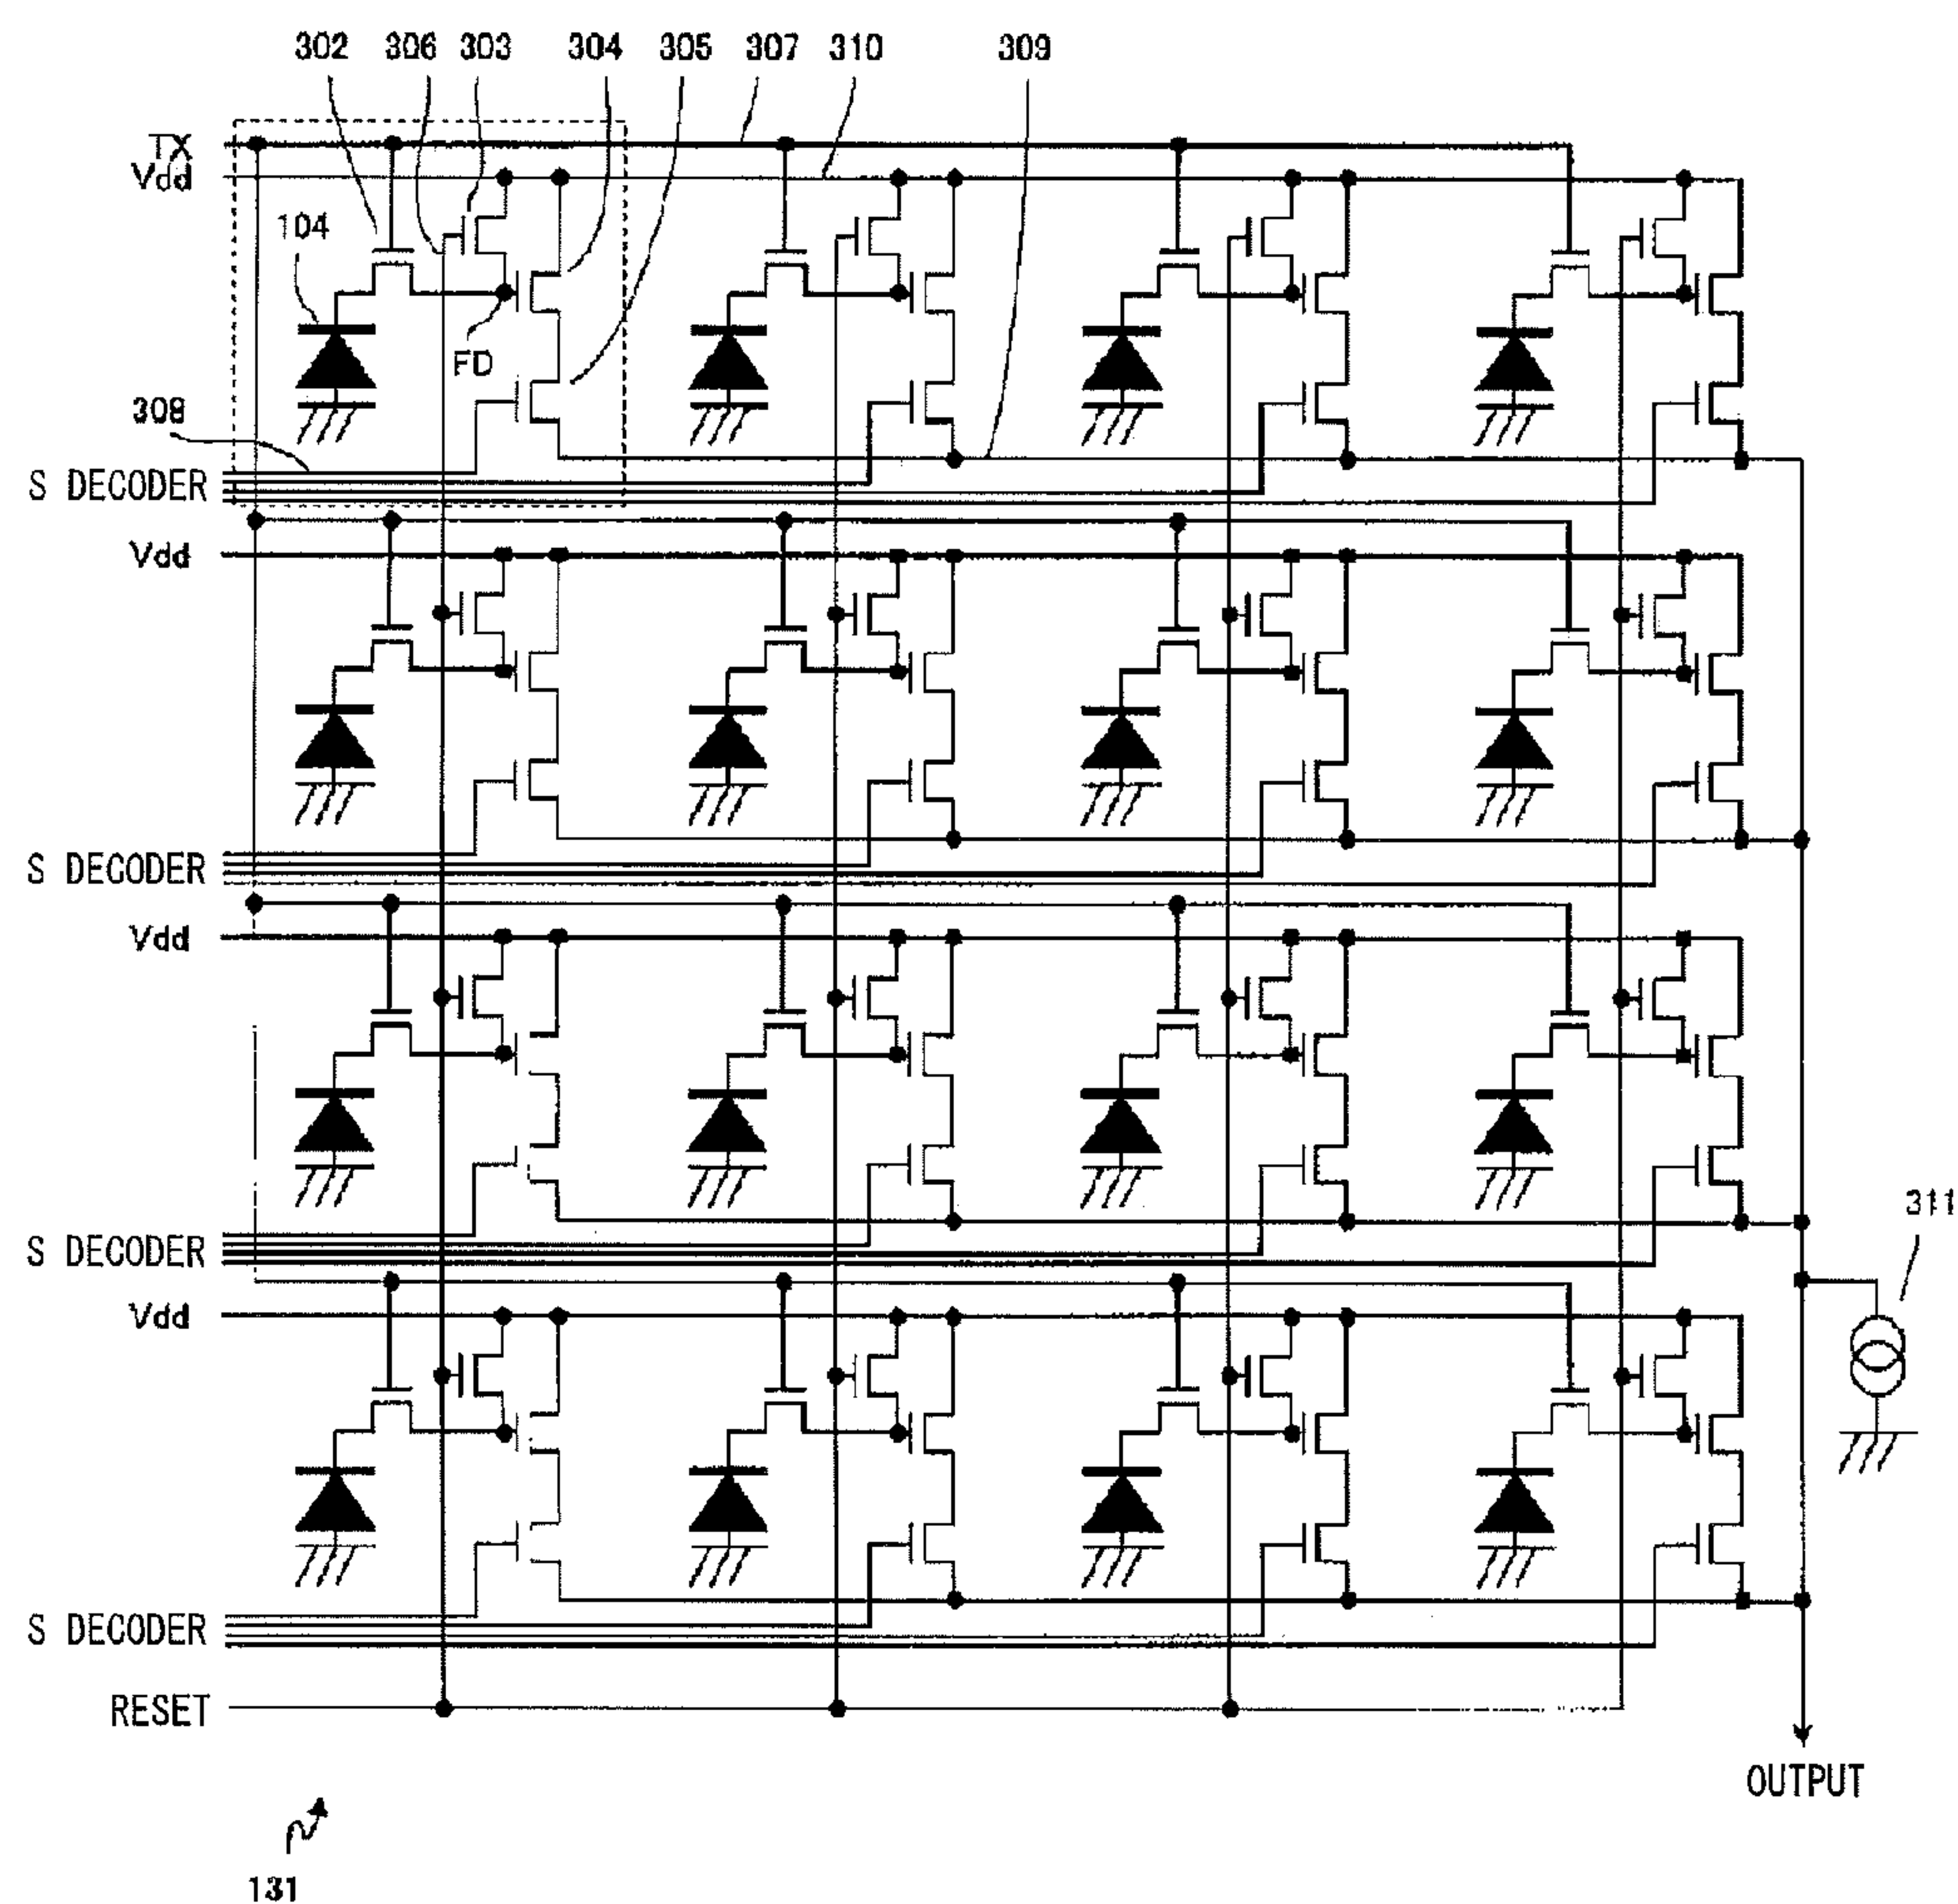 302 306 303 304 305 307 310 309
TX
Vdd
104
FD
308
S DECODER
Vdd
S DECODER
Vdd
311
S DECODER
Vdd
S DECODER
RESET
OUTPUT
131